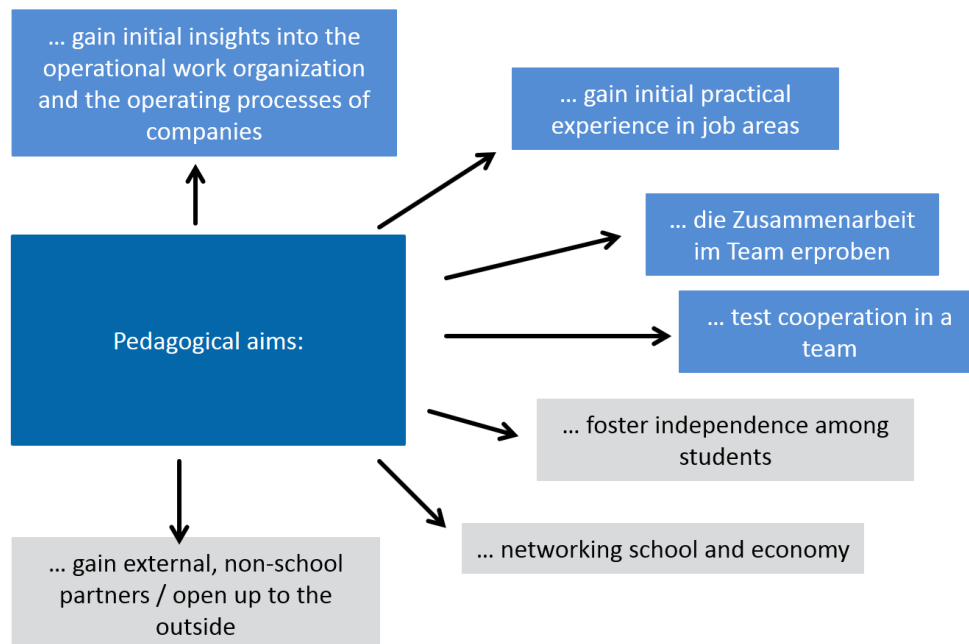 ... gain initial insights into the
operational work organization
and the operating processes of
companies
... gain initial practical
experience in job areas
... die Zusammenarbeit
im Team erproben
Pedagogical aims:
... test cooperation in a
team
... foster independence among
students
... networking school and economy
... gain external, non-school
partners / open up to the
outside